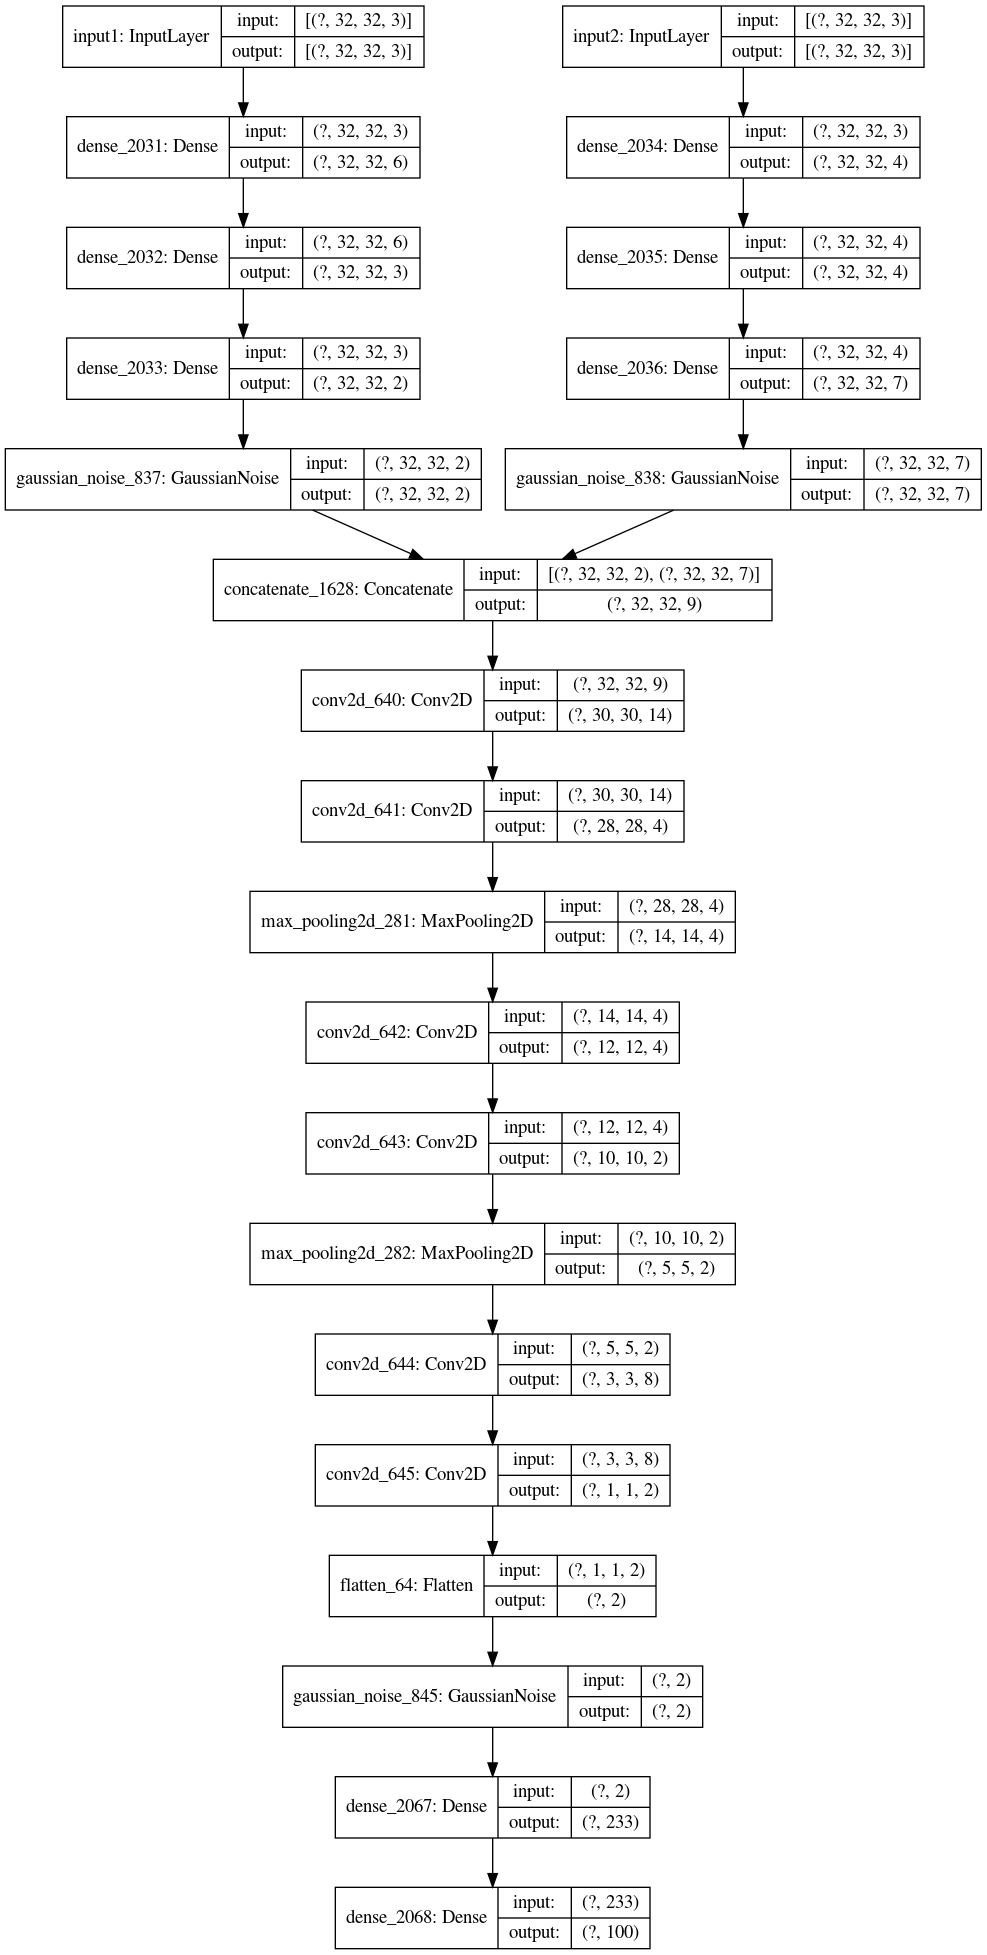 input1: InputLayer
input: [(?, 32, 32, 3)]
output: [(?, 32, 32, 3)]
input2: InputLayer
input: [(?, 32, 32, 3)]
output: [(?, 32, 32, 3)]
dense_2031: Dense
input: (?, 32, 32, 3)
output: (?, 32, 32, 6)
dense_2034: Dense
input: (?, 32, 32, 3)
output: (?, 32, 32, 4)
dense_2032: Dense
input: (?, 32, 32, 6)
output: (?, 32, 32, 3)
dense_2035: Dense
input: (?, 32, 32, 4)
output: (?, 32, 32, 4)
dense_2033: Dense
input: (?, 32, 32, 3)
output: (?, 32, 32, 2)
dense_2036: Dense
input: (?, 32, 32, 4)
output: (?, 32, 32, 7)
gaussian_noise_837: GaussianNoise
input: (?, 32, 32, 2)
output: (?, 32, 32, 2)
gaussian_noise_838: GaussianNoise
input: (?, 32, 32, 7)
output: (?, 32, 32, 7)
concatenate_1628: Concatenate
input: [(?, 32, 32, 2), (?, 32, 32, 7)]
output: (?, 32, 32, 9)
conv2d_640: Conv2D
input: (?, 32, 32, 9)
output: (?, 30, 30, 14)
conv2d_641: Conv2D
input: (?, 30, 30, 14)
output: (?, 28, 28, 4)
max_pooling2d_281: MaxPooling2D
input: (?, 28, 28, 4)
output: (?, 14, 14, 4)
conv2d_642: Conv2D
input: (?, 14, 14, 4)
output: (?, 12, 12, 4)
conv2d_643: Conv2D
input: (?, 12, 12, 4)
output: (?, 10, 10, 2)
max_pooling2d_282: MaxPooling2D
input: (?, 10, 10, 2)
output: (?, 5, 5, 2)
conv2d_644: Conv2D
input: (?, 5, 5, 2)
output: (?, 3, 3, 8)
conv2d_645: Conv2D
input: (?, 3, 3, 8)
output: (?, 1, 1, 2)
flatten_64: Flatten
input: (?, 1, 1, 2)
output: (?, 2)
gaussian_noise_845: GaussianNoise
input: (?, 2)
output: (?, 2)
dense_2067: Dense
input: (?, 2)
output: (?, 233)
dense_2068: Dense
input: (?, 233)
output: (?, 100)